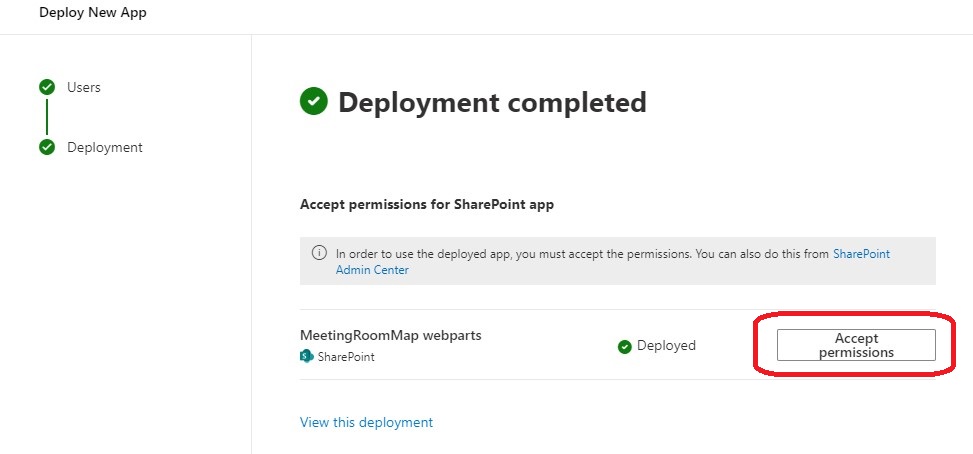 Deploy New App
Users
Deployment
Deployment completed
Accept permissions for SharePoint app
In order to use the deployed app, you must accept the permissions. You can also do this from SharePoint
Admin Center
MeetingRoomMap webparts
S SharePoint
Deployed
Accept
permissions
View this deployment